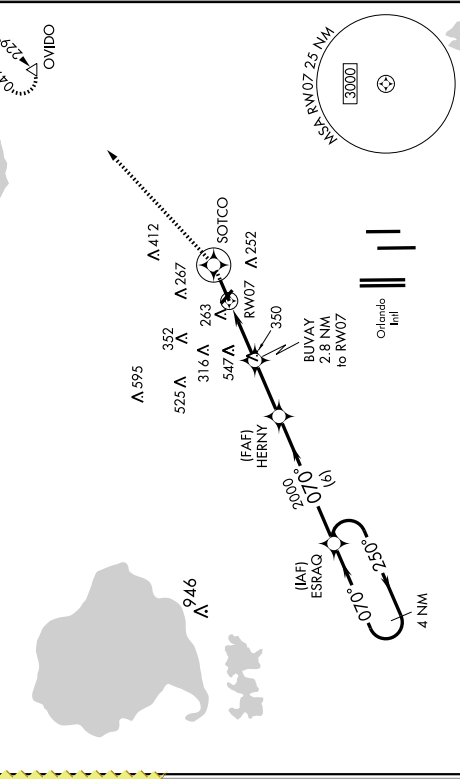 229°
OVIDO
MSA RW07 25 NM
3000
412
SOTCO
267
252
263
RW07
352
350
316
547
BUVAY
2.8 NM
to RW07
595
525
Orlando
Intl
(FAF)
HERNY
2000
070°
(6)
(IAF)
ESRAQ
946
070°
250°
4 NM